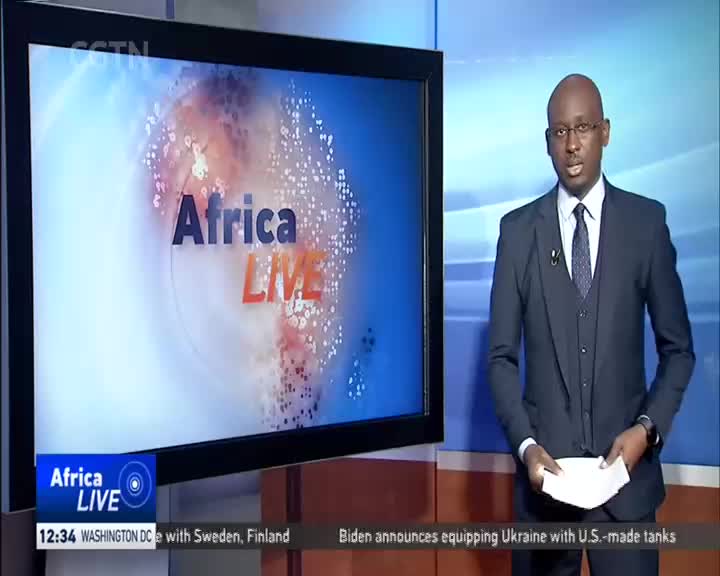 CGTN
Africa
LIVE
Africa
LIVE
12:34 WASHINGTON DC
e with Sweden, Finland Biden announces equipping Ukraine with U.S.-made tanks